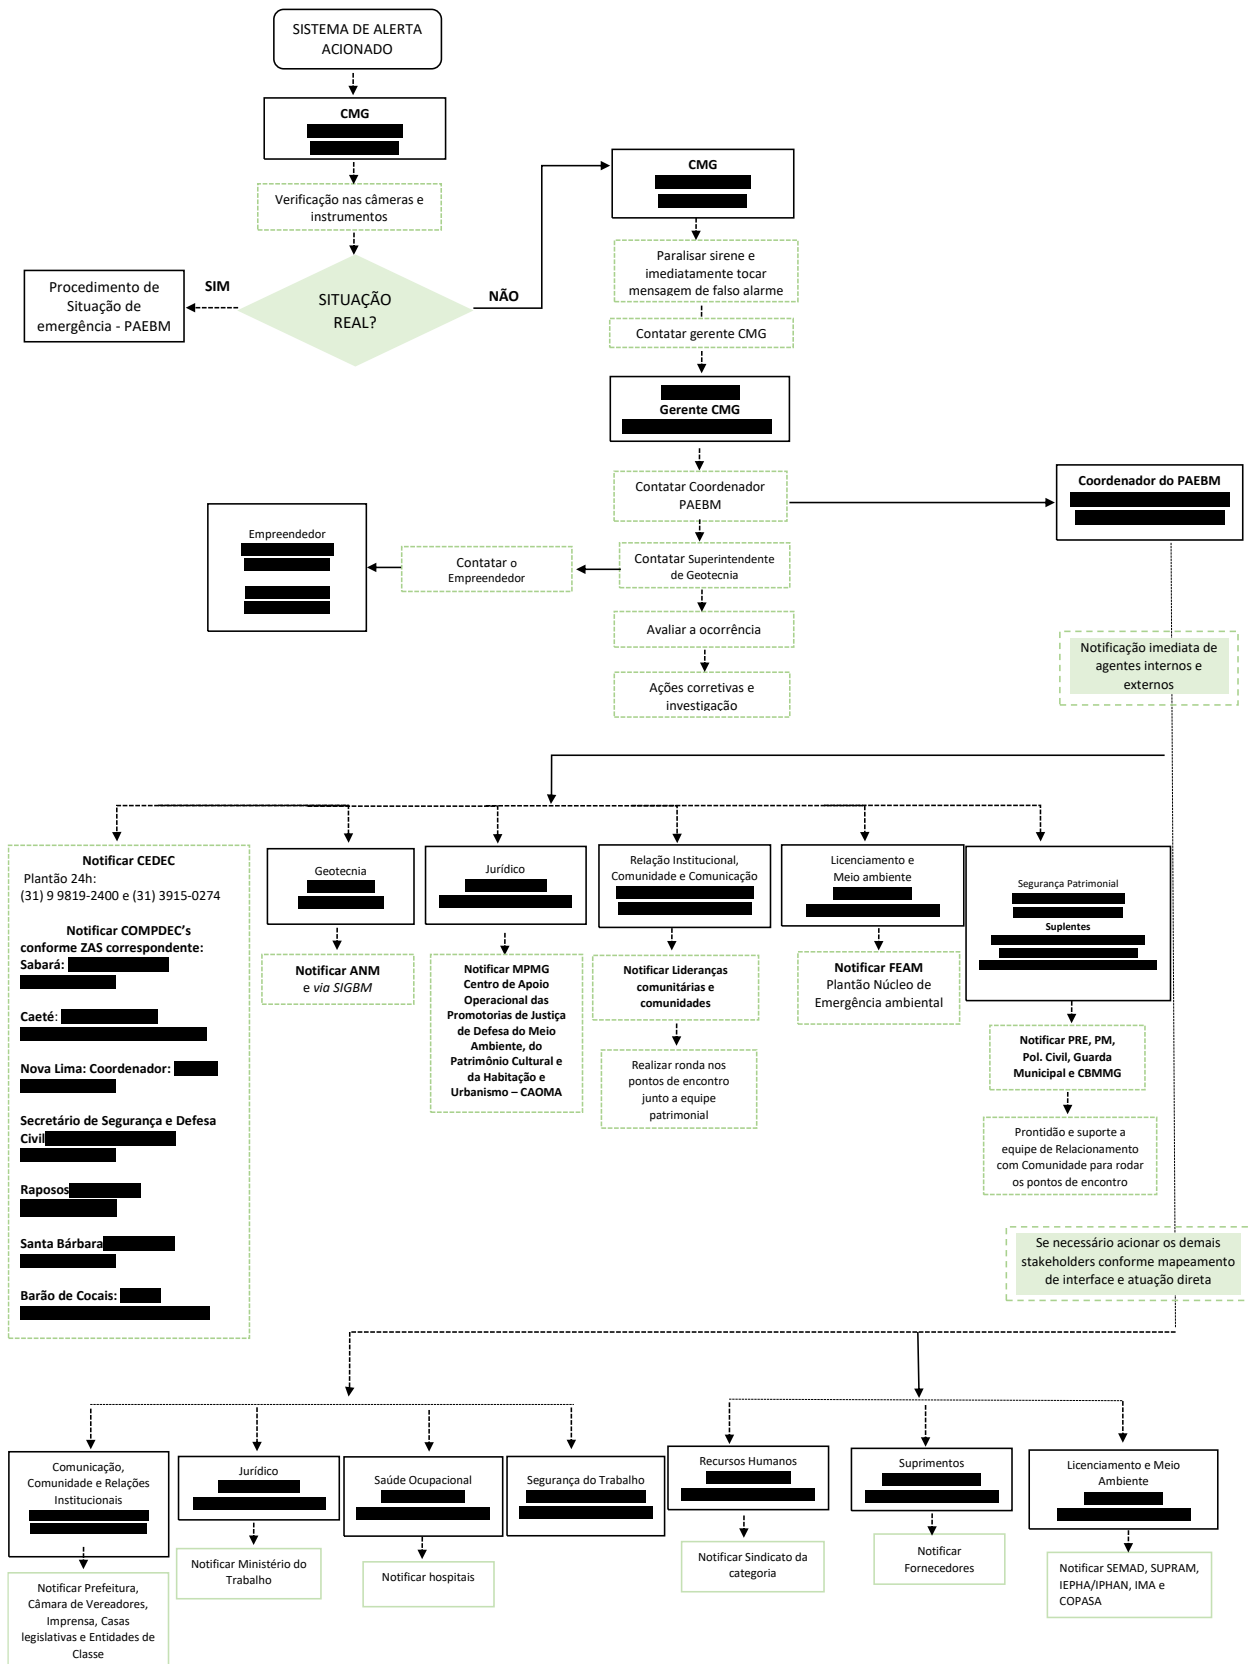 SISTEMA DE ALERTA
ACIONADO
CMG
Verificação nas câmeras e
instrumentos
SITUAÇÃO
REAL?
SIM
NÃO
Procedimento de
Situação de
emergência - PAEBM
CMG
Paralisar sirene e
imediatamente tocar
mensagem de falso alarme
Contatar gerente CMG
Gerente CMG
Contatar Coordenador
PAEBM
Coordenador do PAEBM
Contatar Superintendente
de Geotecnia
Contatar o
Empreendedor
Empreendedor
Avaliar a ocorrência
Ações corretivas e
investigação
Notificação imediata de
agentes internos e
externos
Notificar CEDEC
Plantão 24h:
(31) 9 9819-2400 e (31) 3915-0274
Notificar COMPDEC’s
conforme ZAS correspondente:
Sabará:
Caeté:
Nova Lima: Coordenador:
Secretário de Segurança e Defesa
Civil
Raposos
Santa Bárbara
Barão de Cocais:
Geotecnia
Notificar ANM
e via SIGBM
Jurídico
Notificar MPMG
Centro de Apoio
Operacional das
Promotorias de Justiça
de Defesa do Meio
Ambiente, do
Patrimônio Cultural e
da Habitação e
Urbanismo – CAOMA
Relação Institucional,
Comunidade e Comunicação
Notificar Lideranças
comunitárias e
comunidades
Realizar ronda nos
pontos de encontro
junto a equipe
patrimonial
Licenciamento e
Meio ambiente
Notificar FEAM
Plantão Núcleo de
Emergência ambiental
Segurança Patrimonial
Suplentes
Notificar PRE, PM,
Pol. Civil, Guarda
Municipal e CBMMG
Prontidão e suporte a
equipe de Relacionamento
com Comunidade para rodar
os pontos de encontro
Se necessário acionar os demais
stakeholders conforme mapeamento
de interface e atuação direta
Comunicação,
Comunidade e Relações
Institucionais
Notificar Prefeitura,
Câmara de Vereadores,
Imprensa, Casas
legislativas e Entidades de
Classe
Jurídico
Notificar Ministério do
Trabalho
Saúde Ocupacional
Notificar hospitais
Segurança do Trabalho
Recursos Humanos
Notificar Sindicato da
categoria
Suprimentos
Notificar
Fornecedores
Licenciamento e Meio
Ambiente
Notificar SEMAD, SUPRAM,
IEPHA/IPHAN, IMA e
COPASA